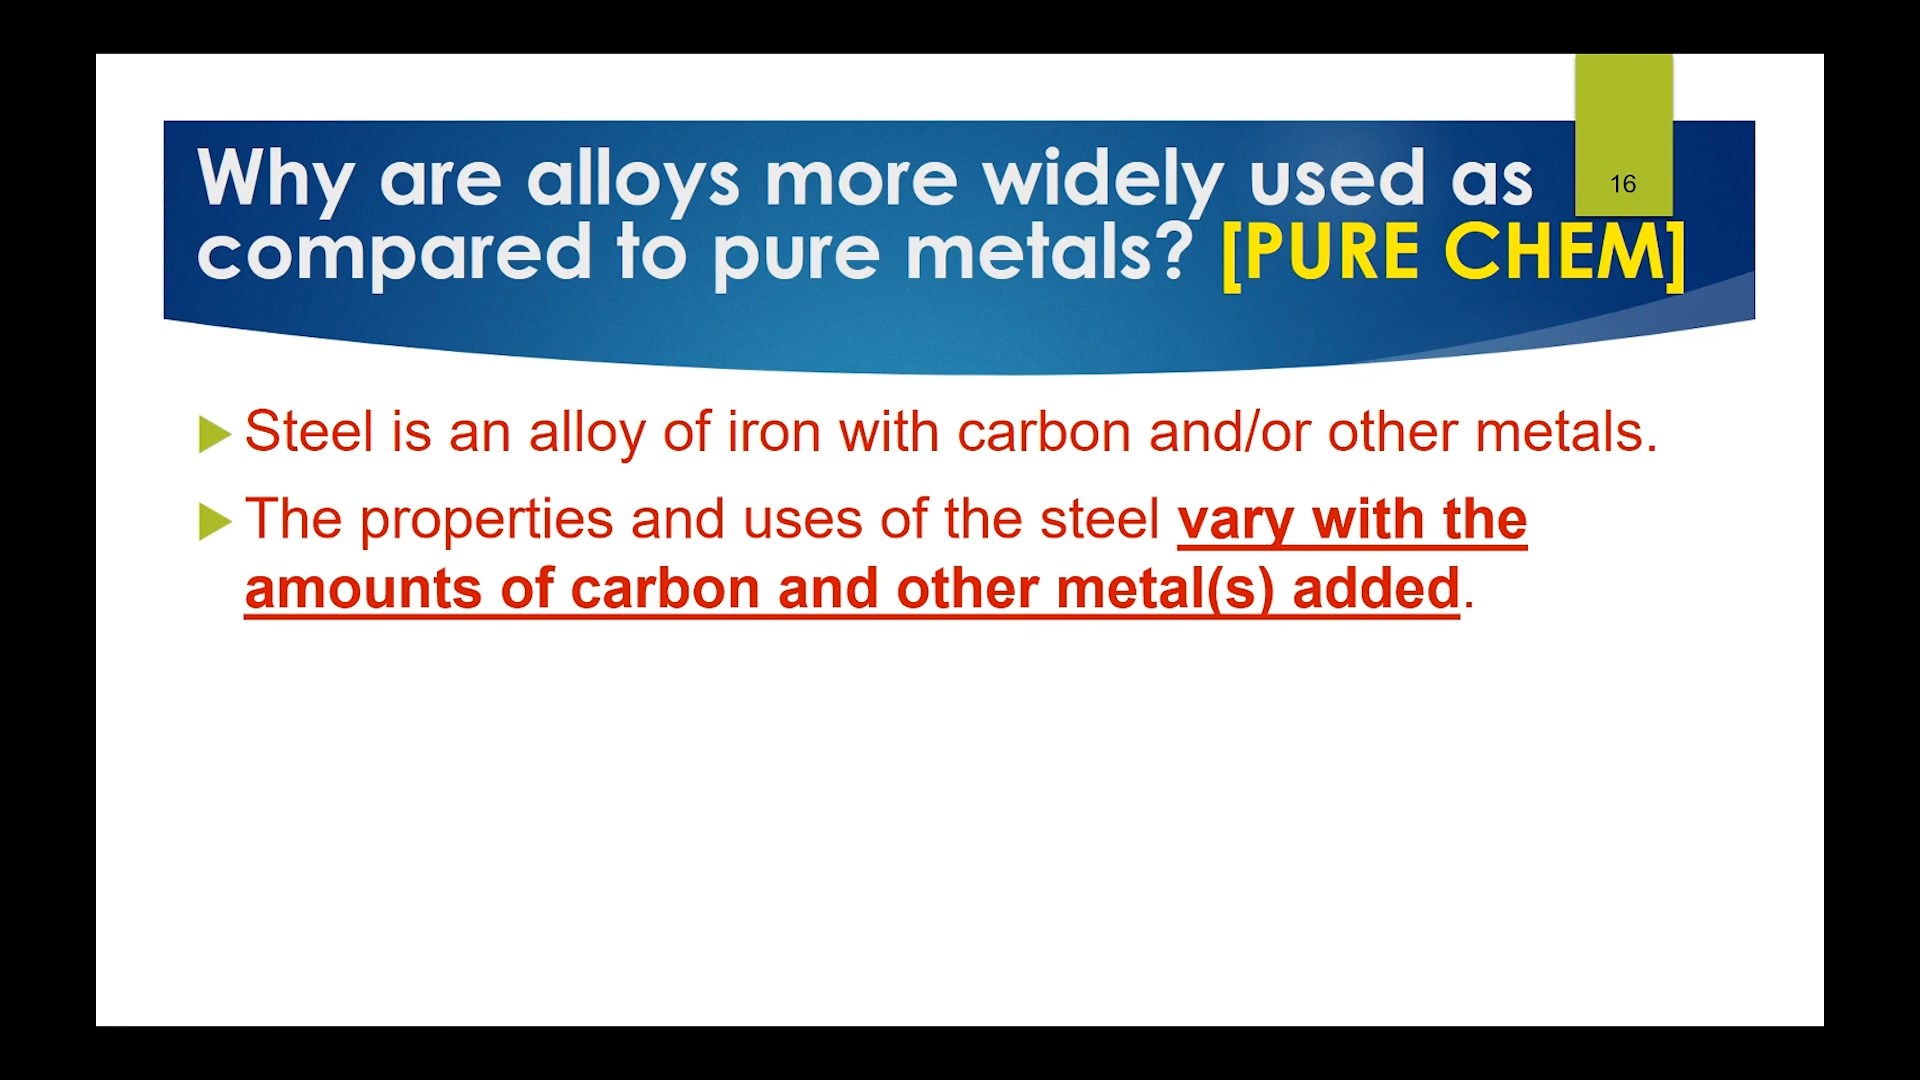 Why are alloys more widely used as
compared to pure metals? [PURE CHEM]
16
Steel is an alloy of iron with carbon and/or other metals.
The properties and uses of the steel vary with the
amounts of carbon and other metal(s) added.